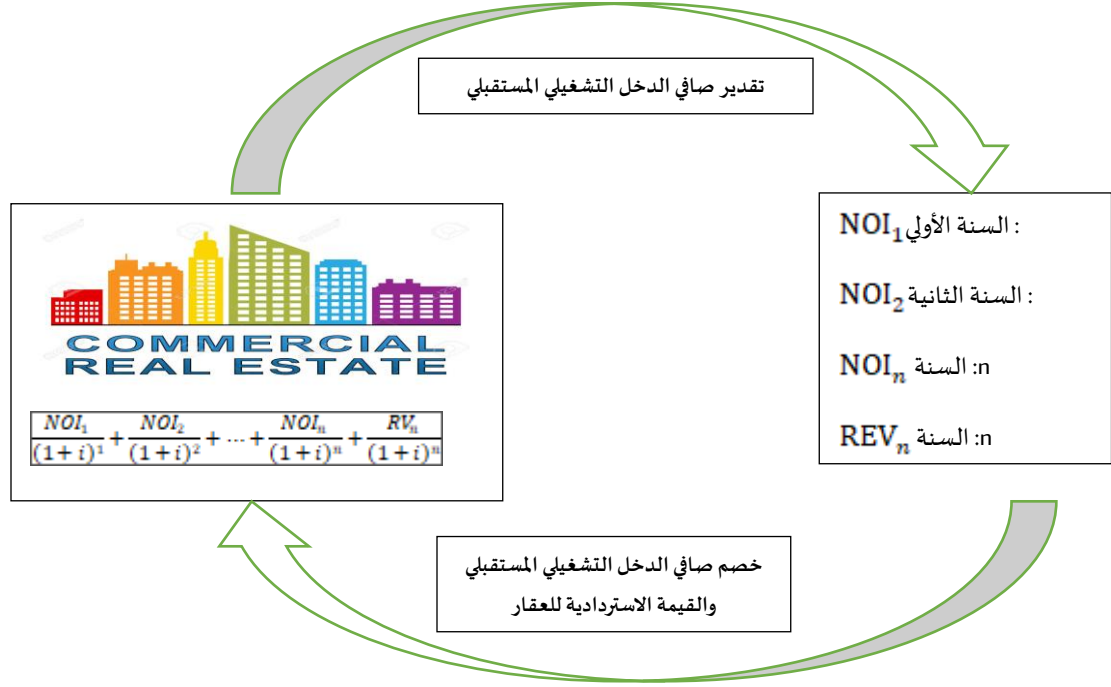 تقدير صافي الدخل التشغيلي المستقبلي
NOI₁ السنة الأولي :
NOI₂ السنة الثانية :
NOIₙ السنة :n
REVₙ السنة :n
COMMERCIAL
REAL ESTATE
NOI₁/(1+i)¹ + NOI₂/(1+i)² + ⋯ + NOIₙ/(1+i)ⁿ + RVₙ/(1+i)ⁿ
خصم صافي الدخل التشغيلي المستقبلي
والقيمة الاستردادية للعقار